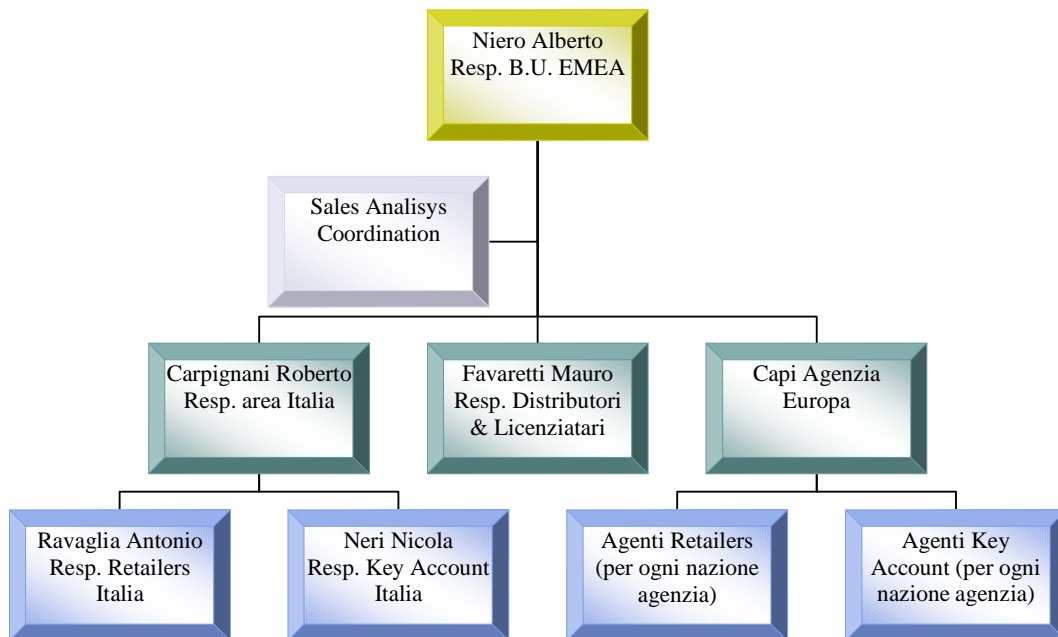 Niero Alberto
Resp. B.U. EMEA
Sales Analisys
Coordination
Carpignani Roberto
Resp. area Italia
Favaretti Mauro
Resp. Distributori
& Licenziatari
Capi Agenzia
Europa
Ravaglia Antonio
Resp. Retailers
Italia
Neri Nicola
Resp. Key Account
Italia
Agenti Retailers
(per ogni nazione
agenzia)
Agenti Key
Account (per ogni
nazione agenzia)